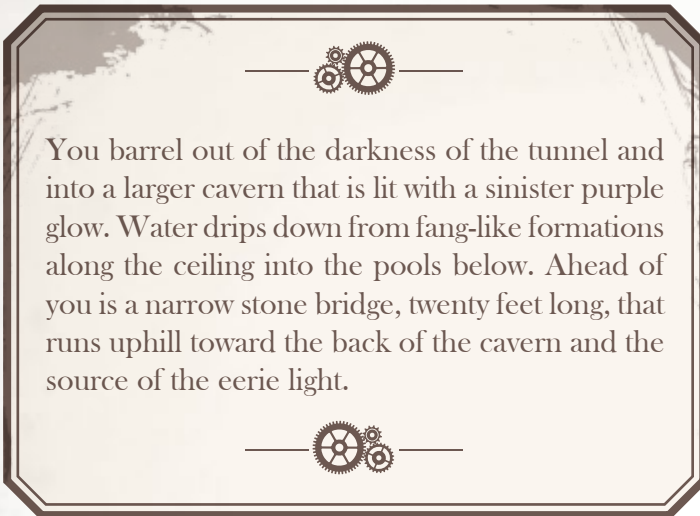 You barrel out of the darkness of the tunnel and
into a larger cavern that is lit with a sinister purple
glow. Water drips down from fang-like formations
along the ceiling into the pools below. Ahead of
you is a narrow stone bridge, twenty feet long, that
runs uphill toward the back of the cavern and the
source of the eerie light.